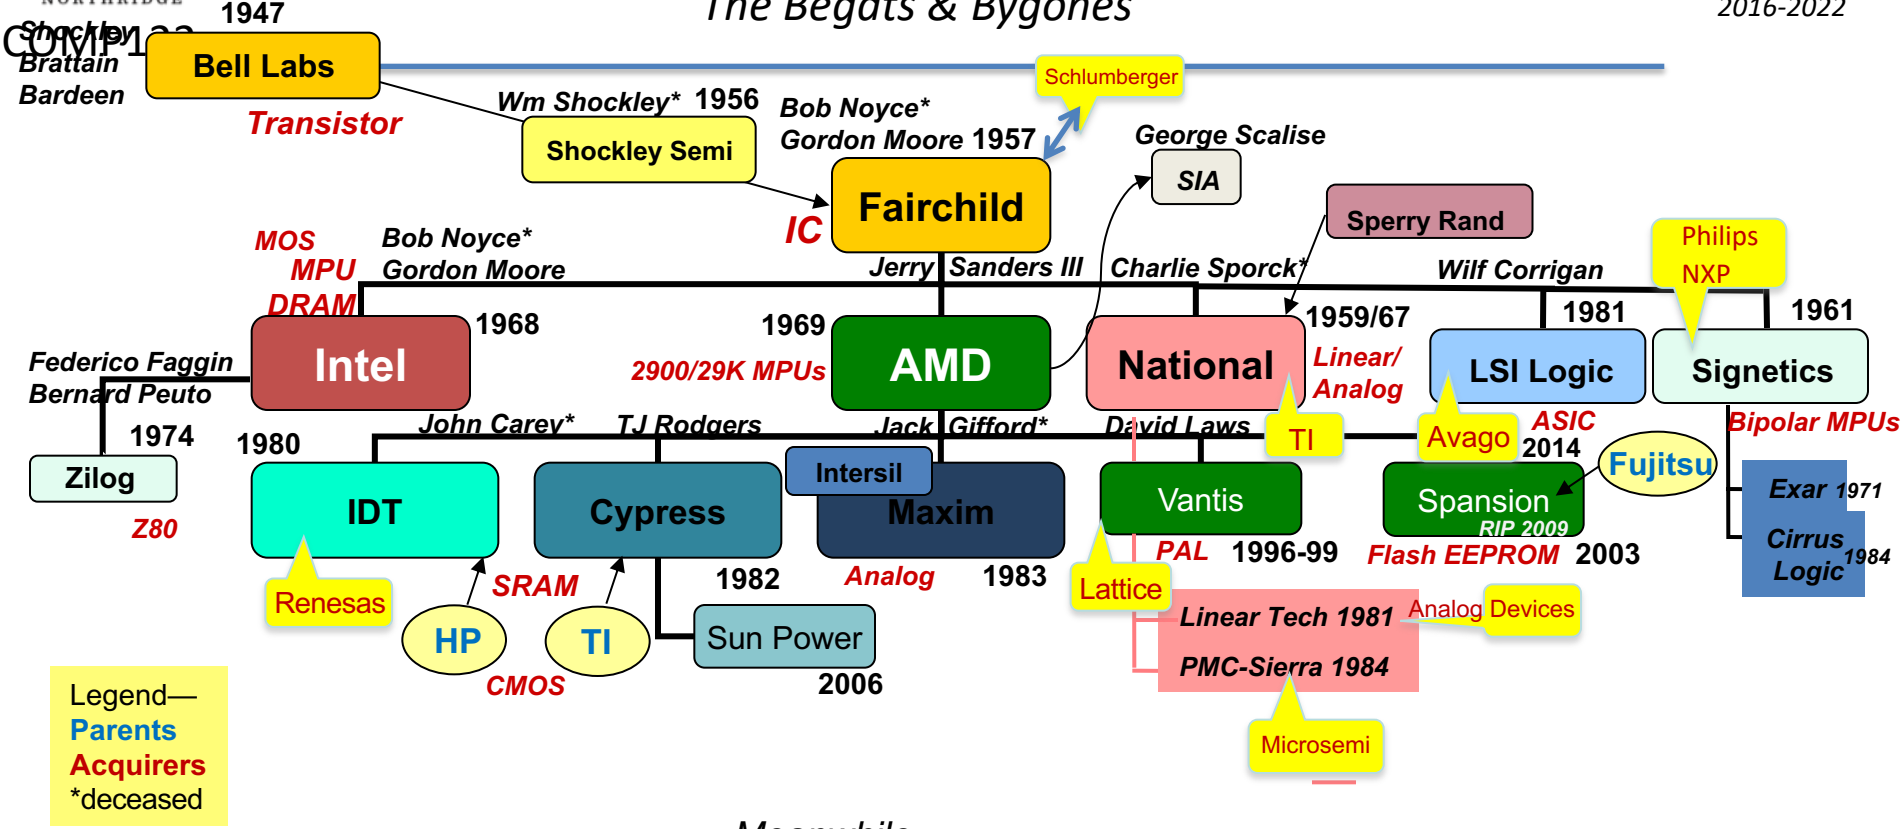 NORTHRIDGE
COMP122
The Begats & Bygones
2016-2022
1947
Shockley
Brattain
Bardeen
Bell Labs
Transistor
Wm Shockley* 1956
Shockley Semi
Bob Noyce*
Gordon Moore 1957
Schlumberger
Fairchild
IC
George Scalise
SIA
Sperry Rand
Philips
NXP
MOS
MPU
DRAM
Bob Noyce*
Gordon Moore
Jerry Sanders III
Charlie Sporck*
Wilf Corrigan
Intel
1968
1969
2900/29K MPUs
AMD
National
1959/67
Linear/
Analog
TI
1981
LSI Logic
Avago
ASIC
1961
Signetics
Bipolar MPUs
Federico Faggin
Bernard Peuto
1974
Zilog
Z80
1980
John Carey*
TJ Rodgers
Jack Gifford*
David Laws
IDT
Renesas
HP
SRAM
CMOS
Cypress
1982
TI
Sun Power
2006
Intersil
Maxim
Analog
1983
Vantis
PAL
1996-99
Lattice
2014
Spansion
RIP 2009
Fujitsu
Flash EEPROM 2003
Exar 1971
Cirrus
Logic 1984
Linear Tech 1981
Analog Devices
PMC-Sierra 1984
Microsemi
Legend—
Parents
Acquirers
*deceased